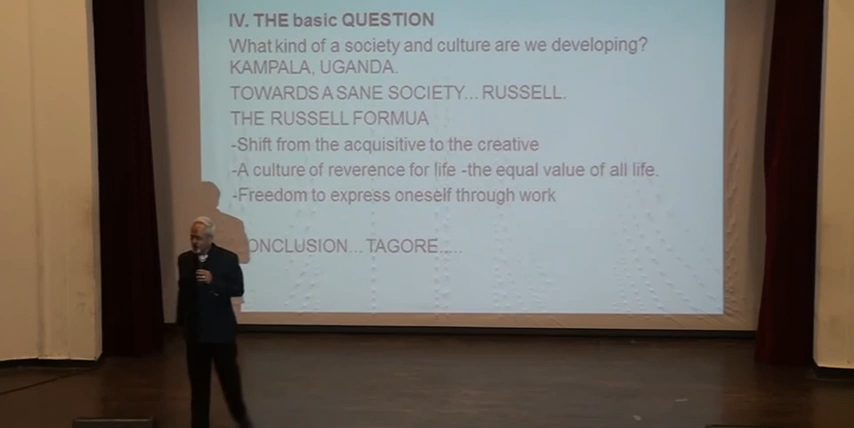 IV. THE basic QUESTION
What kind of a society and culture are we developing?
KAMPALA, UGANDA.
TOWARDS A SANE SOCIETY... RUSSELL.
THE RUSSELL FORMUA
-Shift from the acquisitive to the creative
-A culture of reverence for life -the equal value of all life.
-Freedom to express oneself through work
ONCLUSION... TAGORE.....